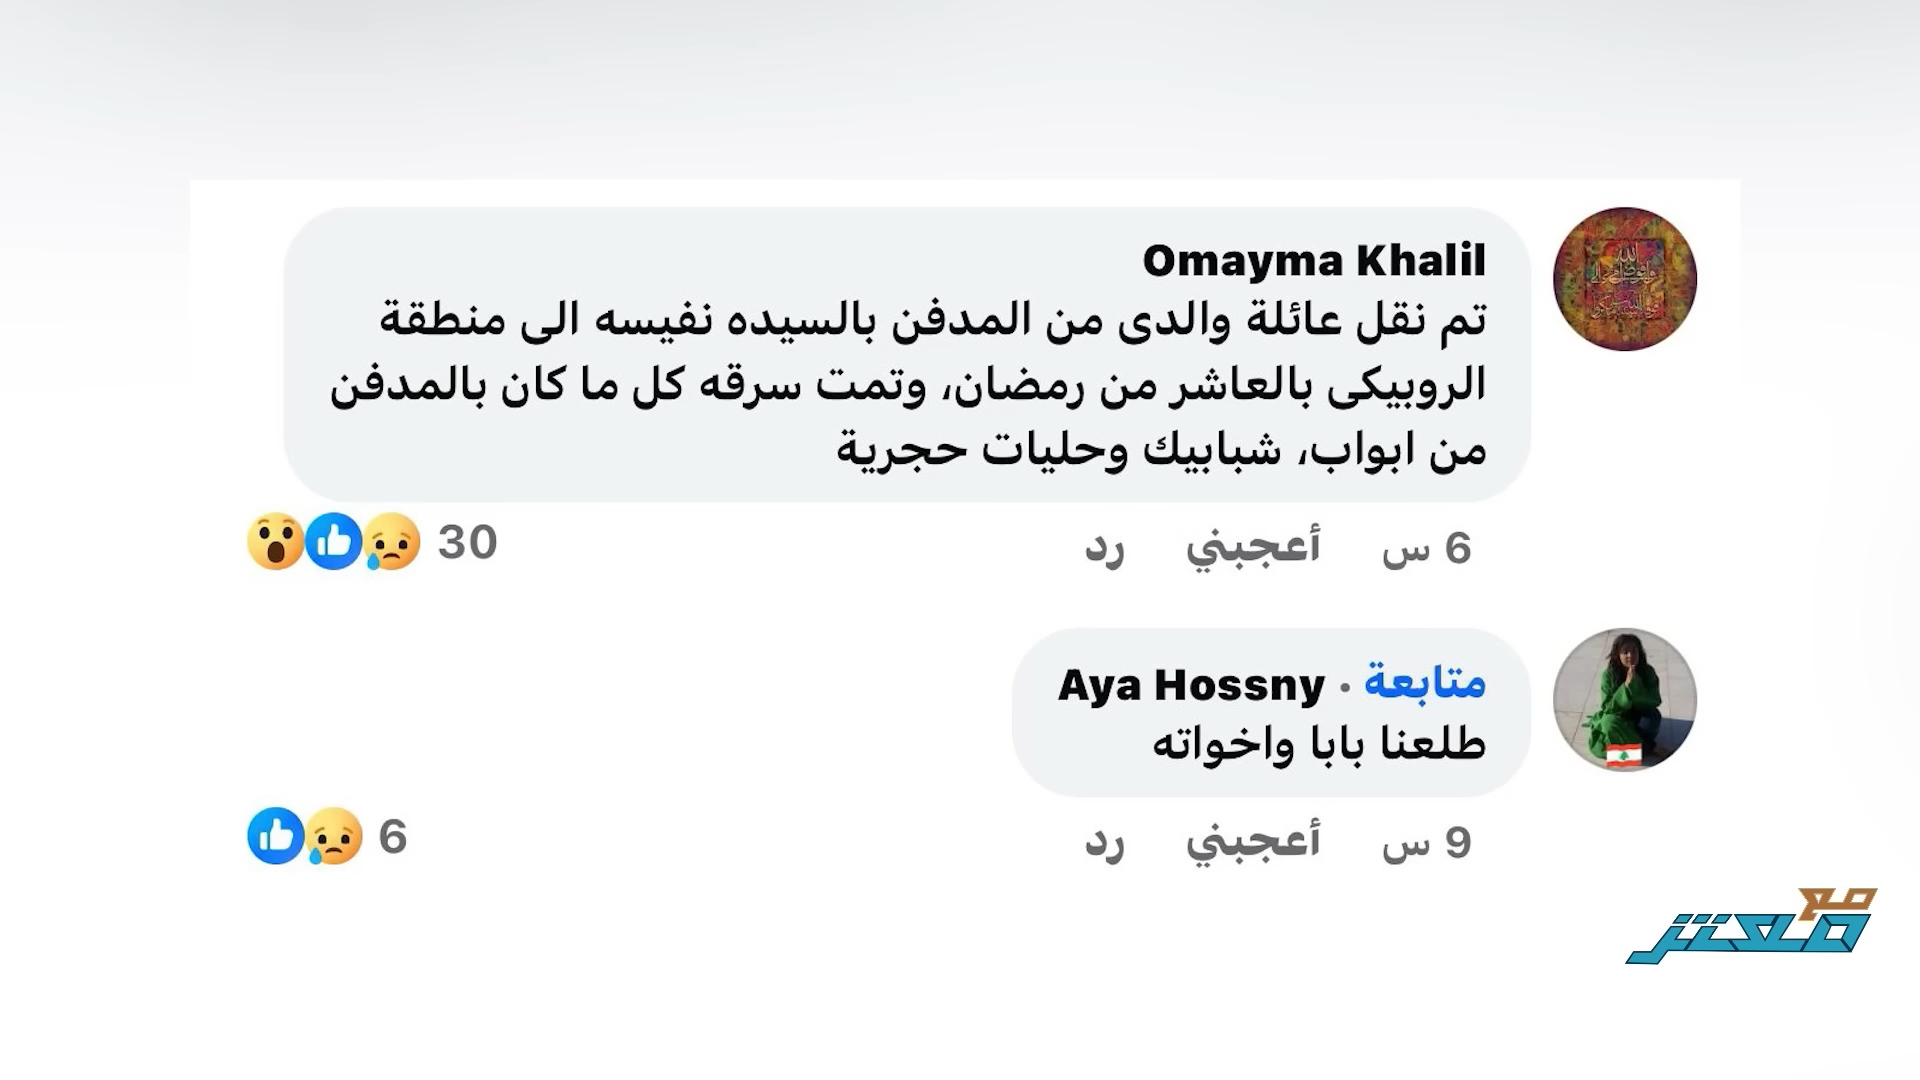 Omayma Khalil
تم نقل عائلة والدى من المدفن بالسيده نفيسه الى منطقة
الروبيكى بالعاشر من رمضان، وتمت سرقه كل ما كان بالمدفن
من ابواب، شبابيك وحليات حجرية
6 س أعجبني رد
30
متابعة • Aya Hossny
طلعنا بابا واخواته
9 س أعجبني رد
6
مع
معتز